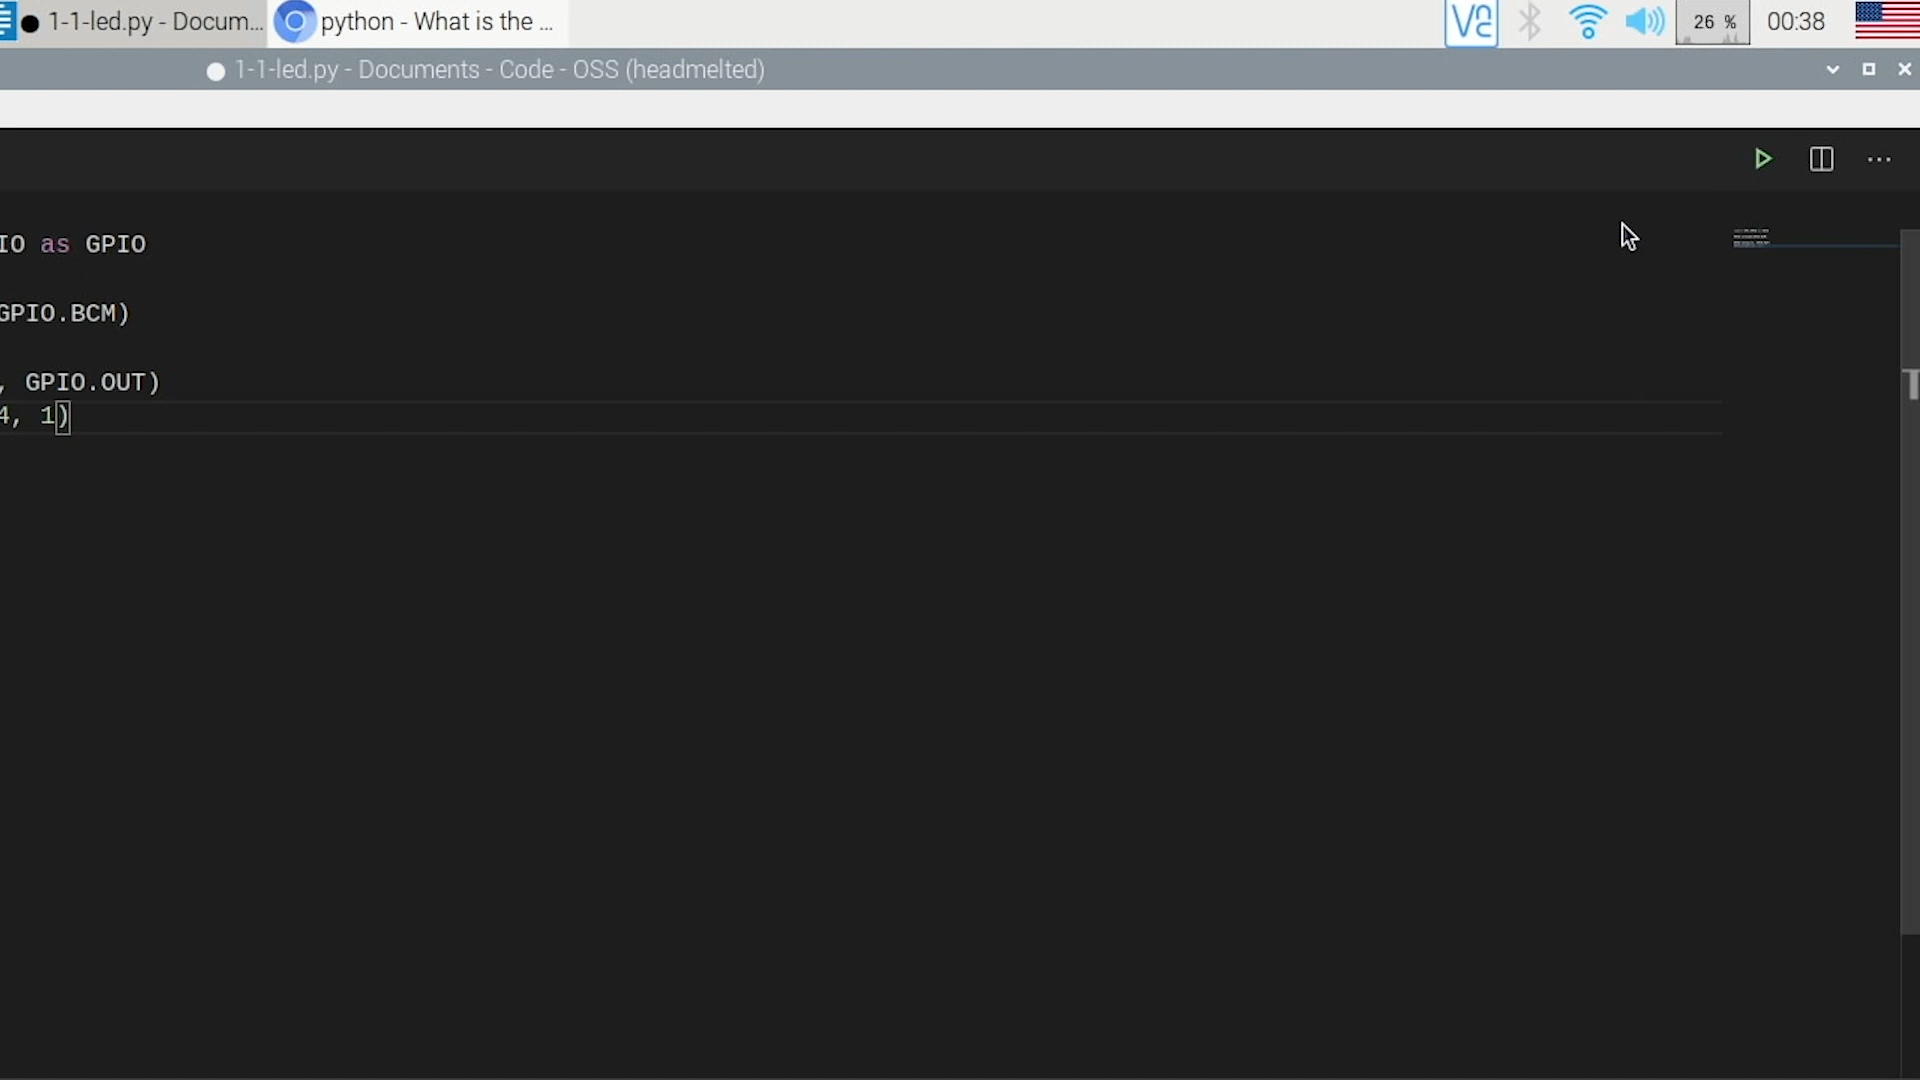 1-1-led.py - Docum...
python - What is the ...
26 %
00:38
1-1-led.py - Documents - Code - OSS (headmelted)
IO as GPIO
GPIO.BCM)
, GPIO.OUT)
4, 1)